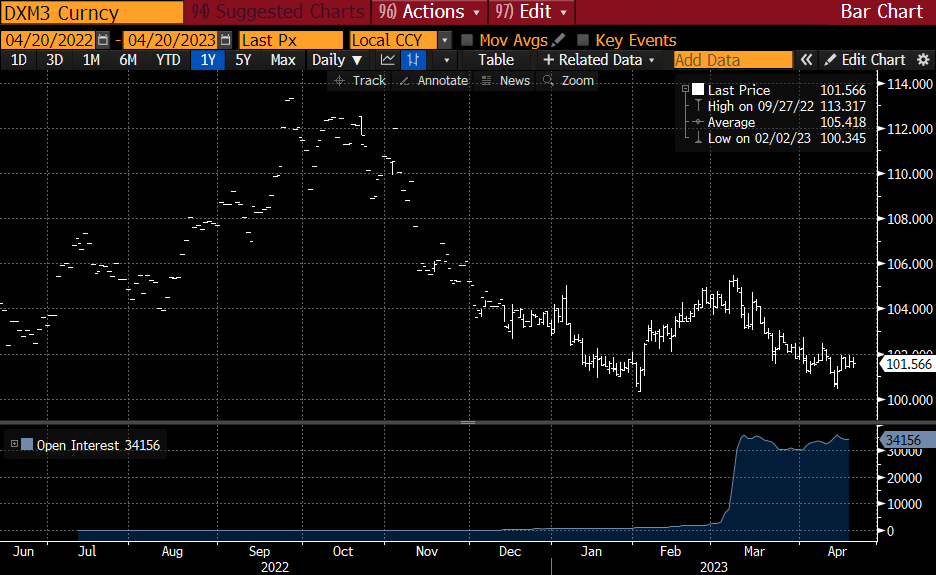 DXM3 Curncy 94) Suggested Charts 96) Actions 97) Edit Bar Chart
04/20/2022 - 04/20/2023 Last Px Local CCY Mov Avgs Key Events
1D 3D 1M 6M YTD 1Y 5Y Max Daily ▼ Table + Related Data Add Data « Edit Chart
Track Annotate News Zoom
Last Price 101.566
High on 09/27/22 113.317
Average 105.418
Low on 02/02/23 100.345
114.000
112.000
110.000
108.000
106.000
104.000
102.000
101.566
100.000
Open Interest 34156
34156
30000
20000
10000
0
Jun Jul Aug Sep Oct Nov Dec Jan Feb Mar Apr
2022 2023